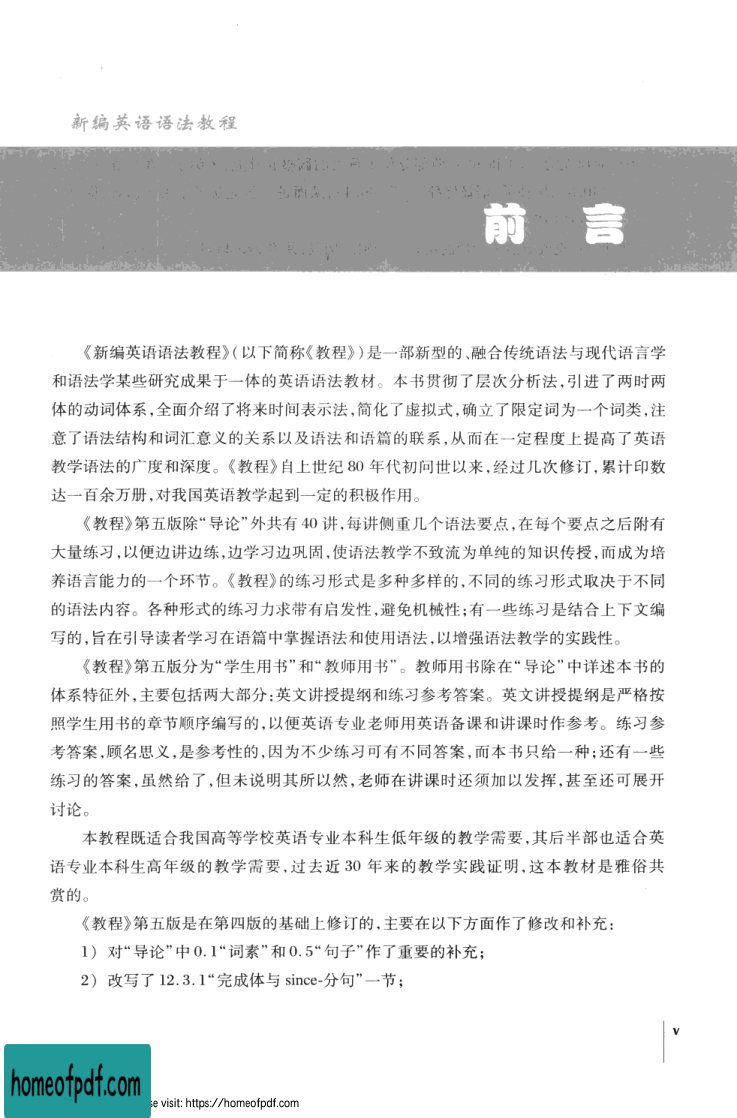 新编英语语法教程
前 言
《新编英语语法教程》(以下简称《教程》)是一部新型的、融合传统语法与现代语言学
和语法学某些研究成果于一体的英语语法教材。本书贯彻了层次分析法,引进了两时两
体的动词体系,全面介绍了将来时间表示法,简化了虚拟式,确立了限定词为一个词类,注
意了语法结构和词汇意义的关系以及语法和语篇的联系,从而在一定程度上提高了英语
教学语法的广度和深度。《教程》自上世纪 80 年代初问世以来,经过几次修订,累计印数
达一百余万册,对我国英语教学起到一定的积极作用。
《教程》第五版除“导论”外共有 40 讲,每讲侧重几个语法要点,在每个要点之后附有
大量练习,以便边讲边练,边学习边巩固,使语法教学不致流为单纯的知识传授,而成为培
养语言能力的一个环节。《教程》的练习形式是多种多样的,不同的练习形式取决于不同
的语法内容。各种形式的练习力求带有启发性,避免机械性;有一些练习是结合上下文编
写的,旨在引导读者学习在语篇中掌握语法和使用语法,以增强语法教学的实践性。
《教程》第五版分为“学生用书”和“教师用书”。教师用书除在“导论”中详述本书的
体系特征外,主要包括两大部分:英文讲授提纲和练习参考答案。英文讲授提纲是严格按
照学生用书的章节顺序编写的,以便英语专业老师用英语备课和讲课时作参考。练习参
考答案,顾名思义,是参考性的,因为不少练习可有不同答案,而本书只给一种;还有一些
练习的答案,虽然给了,但未说明其所以然,老师在讲课时还须加以发挥,甚至还可展开
讨论。
本教程既适合我国高等学校英语专业本科生低年级的教学需要,其后半部也适合英
语专业本科生高年级的教学需要,过去近 30 年来的教学实践证明,这本教材是雅俗共
赏的。
《教程》第五版是在第四版的基础上修订的,主要在以下方面作了修改和补充:
1) 对“导论”中 0.1“词素”和 0.5“句子”作了重要的补充;
2) 改写了 12.3.1“完成体与 since-分句”一节;
v
homeofpdf.com
se visit: https://homeofpdf.com